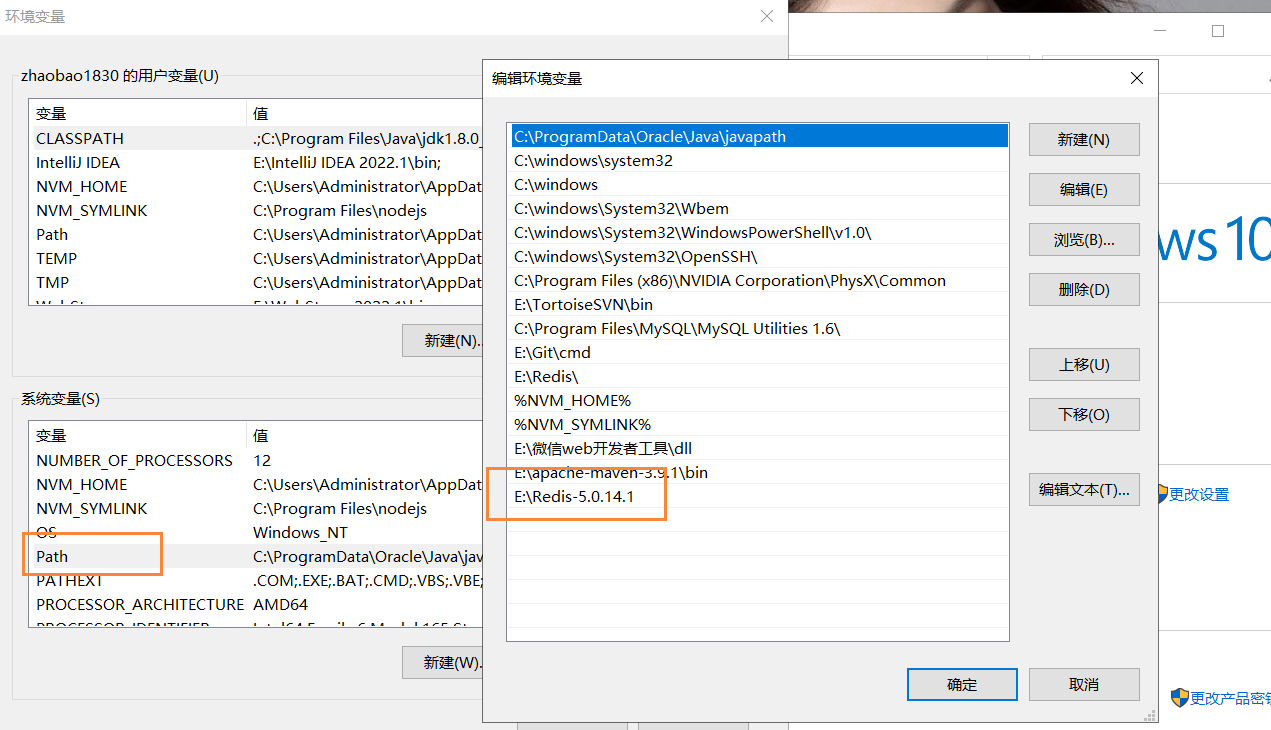 环境变量
zhaobao1830 的用户变量(U)
变量 值
CLASSPATH .;C:\Program Files\Java\jdk1.8.0_
IntelliJ IDEA E:\IntelliJ IDEA 2022.1\bin;
NVM_HOME C:\Users\Administrator\AppDat
NVM_SYMLINK C:\Program Files\nodejs
Path C:\Users\Administrator\AppDat
TEMP C:\Users\Administrator\AppDat
TMP C:\Users\Administrator\AppDat
新建(N)..
系统变量(S)
变量 值
NUMBER_OF_PROCESSORS 12
NVM_HOME C:\Users\Administrator\AppDat
NVM_SYMLINK C:\Program Files\nodejs
OS Windows_NT
Path C:\ProgramData\Oracle\Java\jav
PATHEXT .COM;.EXE;.BAT;.CMD;.VBS;.VBE;
PROCESSOR_ARCHITECTURE AMD64
新建(W)..
编辑环境变量
C:\ProgramData\Oracle\Java\javapath
C:\windows\system32
C:\windows
C:\windows\System32\Wbem
C:\windows\System32\WindowsPowerShell\v1.0\
C:\windows\System32\OpenSSH\
C:\Program Files (x86)\NVIDIA Corporation\PhysX\Common
E:\TortoiseSVN\bin
C:\Program Files\MySQL\MySQL Utilities 1.6\
E:\Git\cmd
E:\Redis\
%NVM_HOME%
%NVM_SYMLINK%
E:\微信web开发者工具\dll
E:\apache-maven-3.9.1\bin
E:\Redis-5.0.14.1
新建(N)
编辑(E)
浏览(B)...
删除(D)
上移(U)
下移(O)
编辑文本(T)...
确定
取消
ws 10
更改设置
更改产品密钥